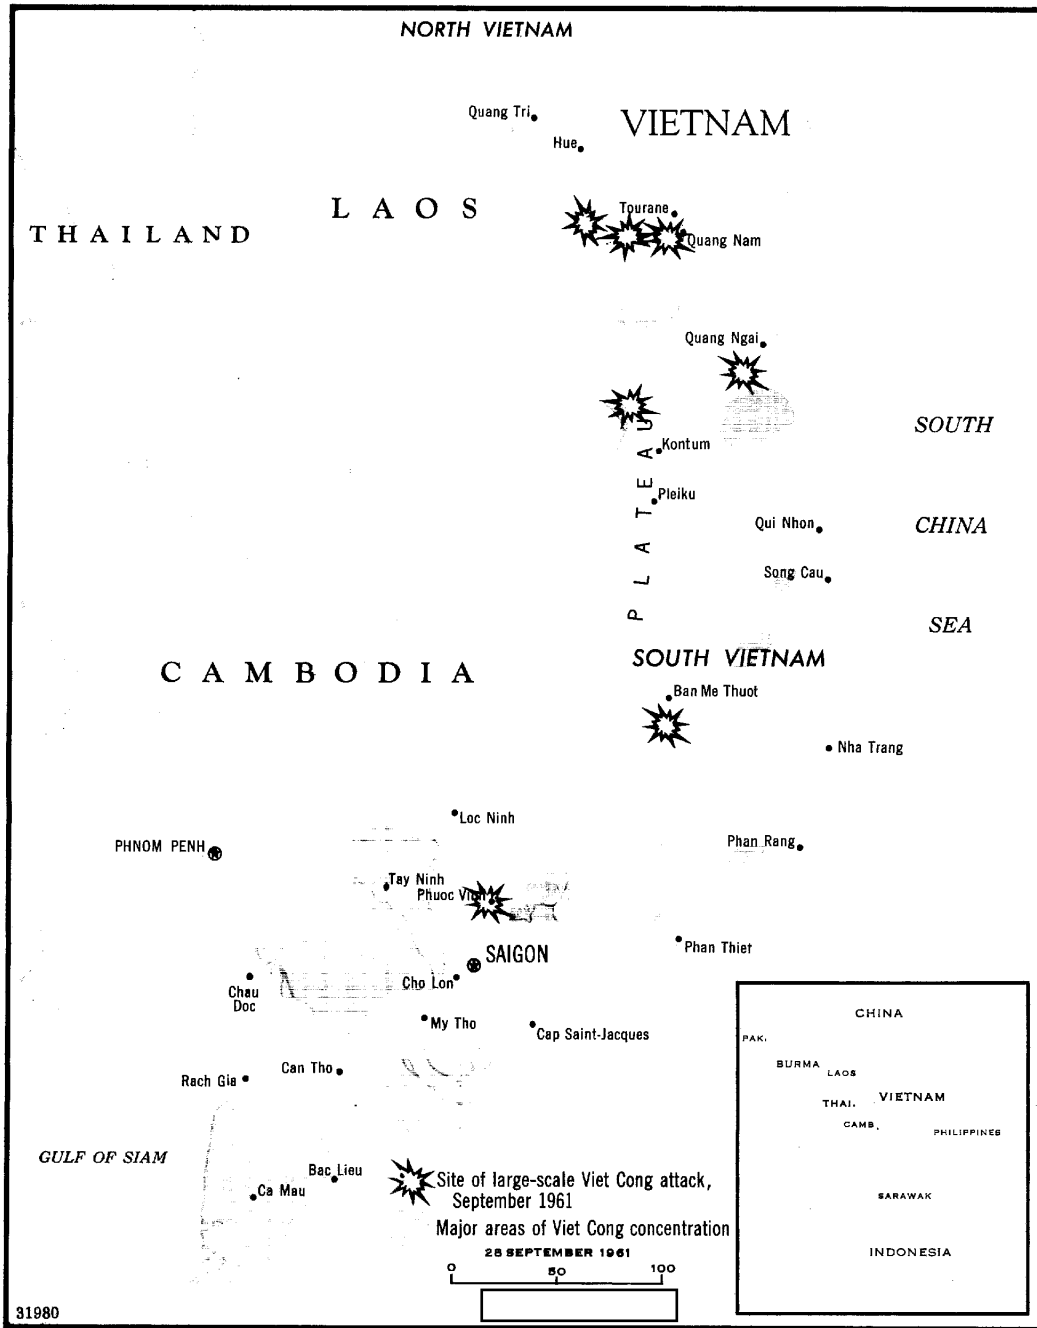 NORTH VIETNAM
Quang Tri
VIETNAM
Hue
LAOS
THAILAND
Tourane
Quang Nam
Quang Ngai
SOUTH
PLATEAU
Kontum
Pleiku
Qui Nhon
CHINA
Song Cau
SEA
SOUTH VIETNAM
CAMBODIA
Ban Me Thuot
Nha Trang
Loc Ninh
PHNOM PENH
Phan Rang
Tay Ninh
Phuoc Vinh
SAIGON
Phan Thiet
Cho Lon
Chau
Doc
My Tho
Cap Saint-Jacques
Can Tho
Rach Gia
GULF OF SIAM
Bac Lieu
Ca Mau
Site of large-scale Viet Cong attack,
September 1961
Major areas of Viet Cong concentration
28 SEPTEMBER 1961
0 50 100
31980
CHINA
PAK.
BURMA
LAOS
THAI.
VIETNAM
CAMB.
PHILIPPINES
SARAWAK
INDONESIA